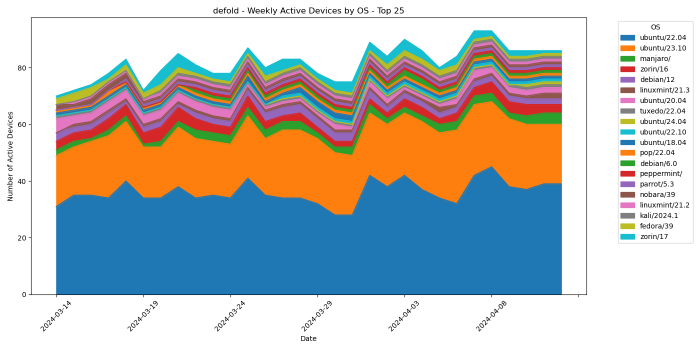 defold - Weekly Active Devices by OS - Top 25
Number of Active Devices
80
60
40
20
0
2024-03-14
2024-03-19
2024-03-24
2024-03-29
2024-04-03
2024-04-08
Date
OS
ubuntu/22.04
ubuntu/23.10
manjaro/
zorin/16
debian/12
linuxmint/21.3
ubuntu/20.04
tuxedo/22.04
ubuntu/24.04
ubuntu/22.10
ubuntu/18.04
pop/22.04
debian/6.0
peppermint/
parrot/5.3
nobara/39
linuxmint/21.2
kali/2024.1
fedora/39
zorin/17